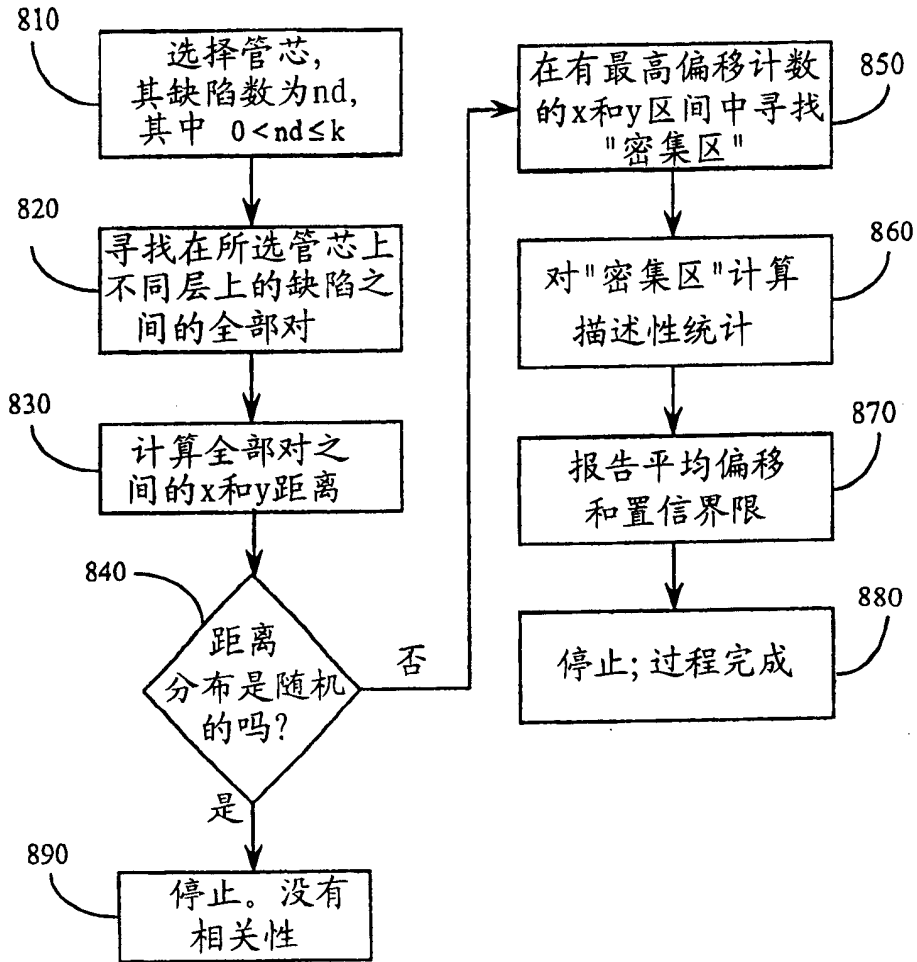 810
选择管芯,
其缺陷数为nd,
其中 0<nd≤k
820
寻找在所选管芯上
不同层上的缺陷之
间的全部对
830
计算全部对之
间的x和y距离
840
距离
分布是随机
的吗?
否
是
890
停止。没有
相关性
850
在有最高偏移计数
的x和y区间中寻找
"密集区"
860
对"密集区"计算
描述性统计
870
报告平均偏移
和置信界限
880
停止;过程完成